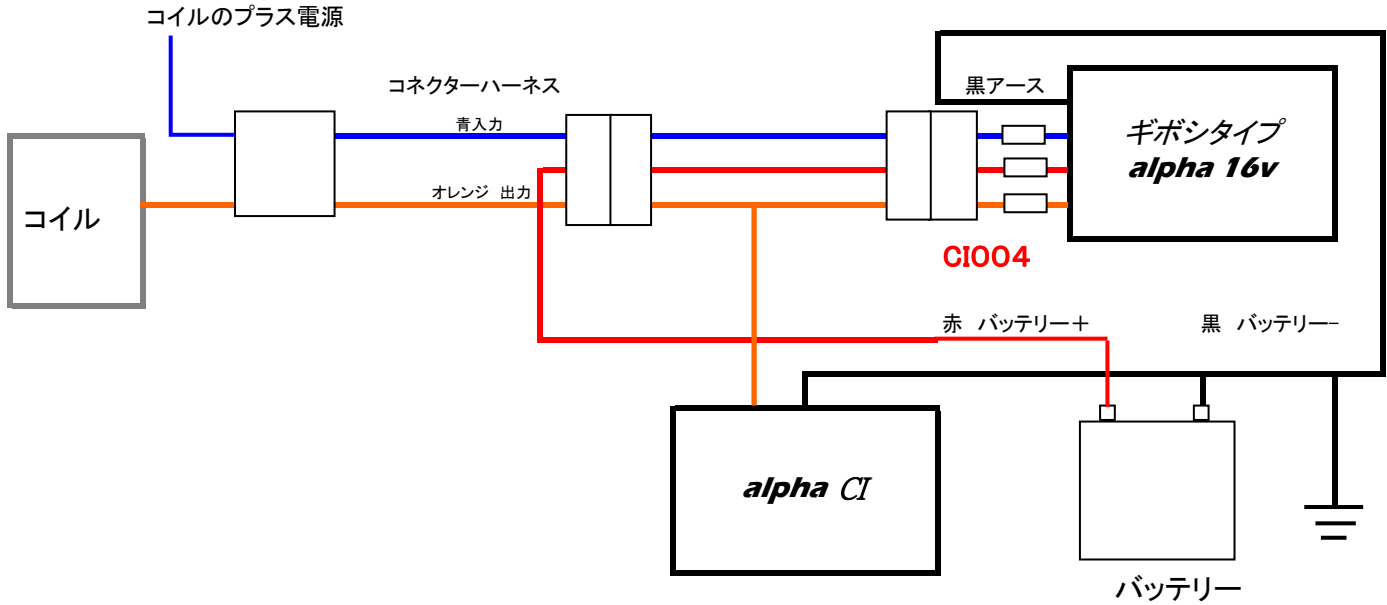 コイルのプラス電源
コネクターハーネス
黒アース
青入力
ギボシタイプ
alpha 16v
オレンジ 出力
コイル
CI004
赤 バッテリー+
黒 バッテリー-
alpha CI
バッテリー